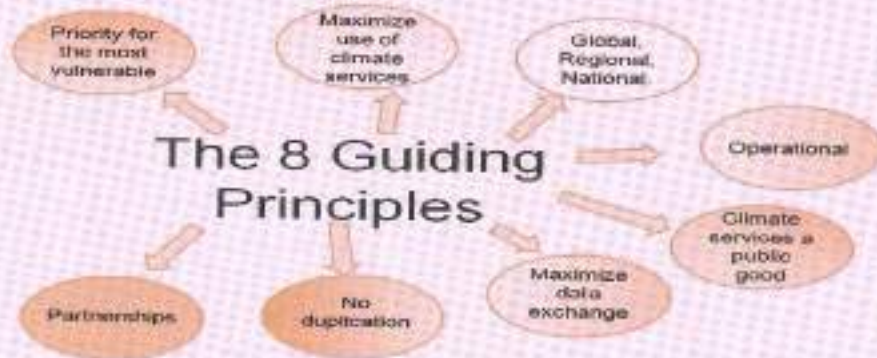 Priority for
the most
vulnerable
Maximize
use of
climate
services
Global,
Regional,
National
Operational
The 8 Guiding
Principles
Climate
services a
public
good
Maximize
data
exchange
No
duplication
Partnerships